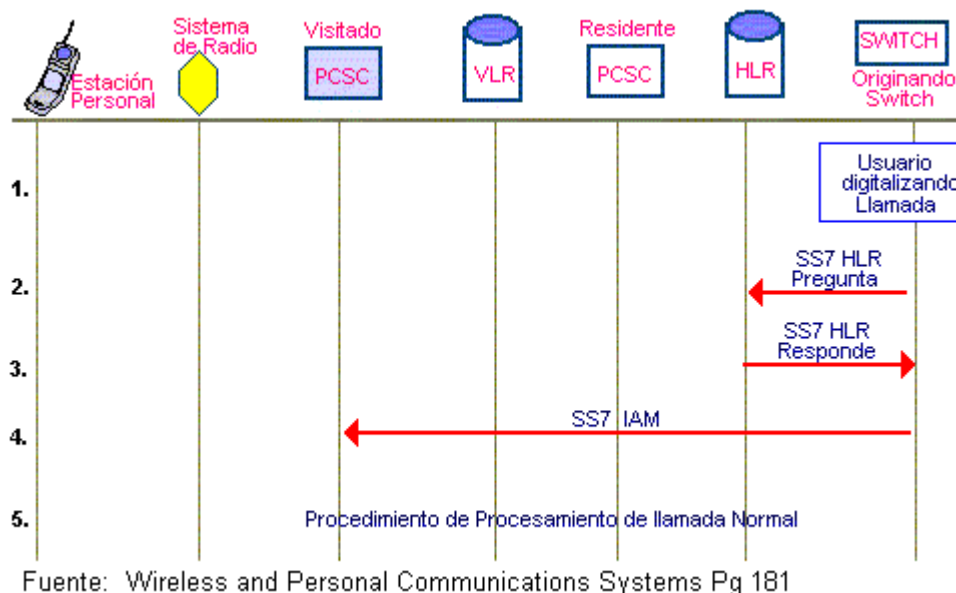 Estación
Personal
Sistema
de Radio
Visitado
PCSC
VLR
Residente
PCSC
HLR
SWITCH
Originando
Switch
1.
Usuario
digitalizando
Llamada
2.
SS7 HLR
Pregunta
3.
SS7 HLR
Responde
4.
SS7 IAM
5.
Procedimiento de Procesamiento de llamada Normal
Fuente: Wireless and Personal Communications Systems Pg 181